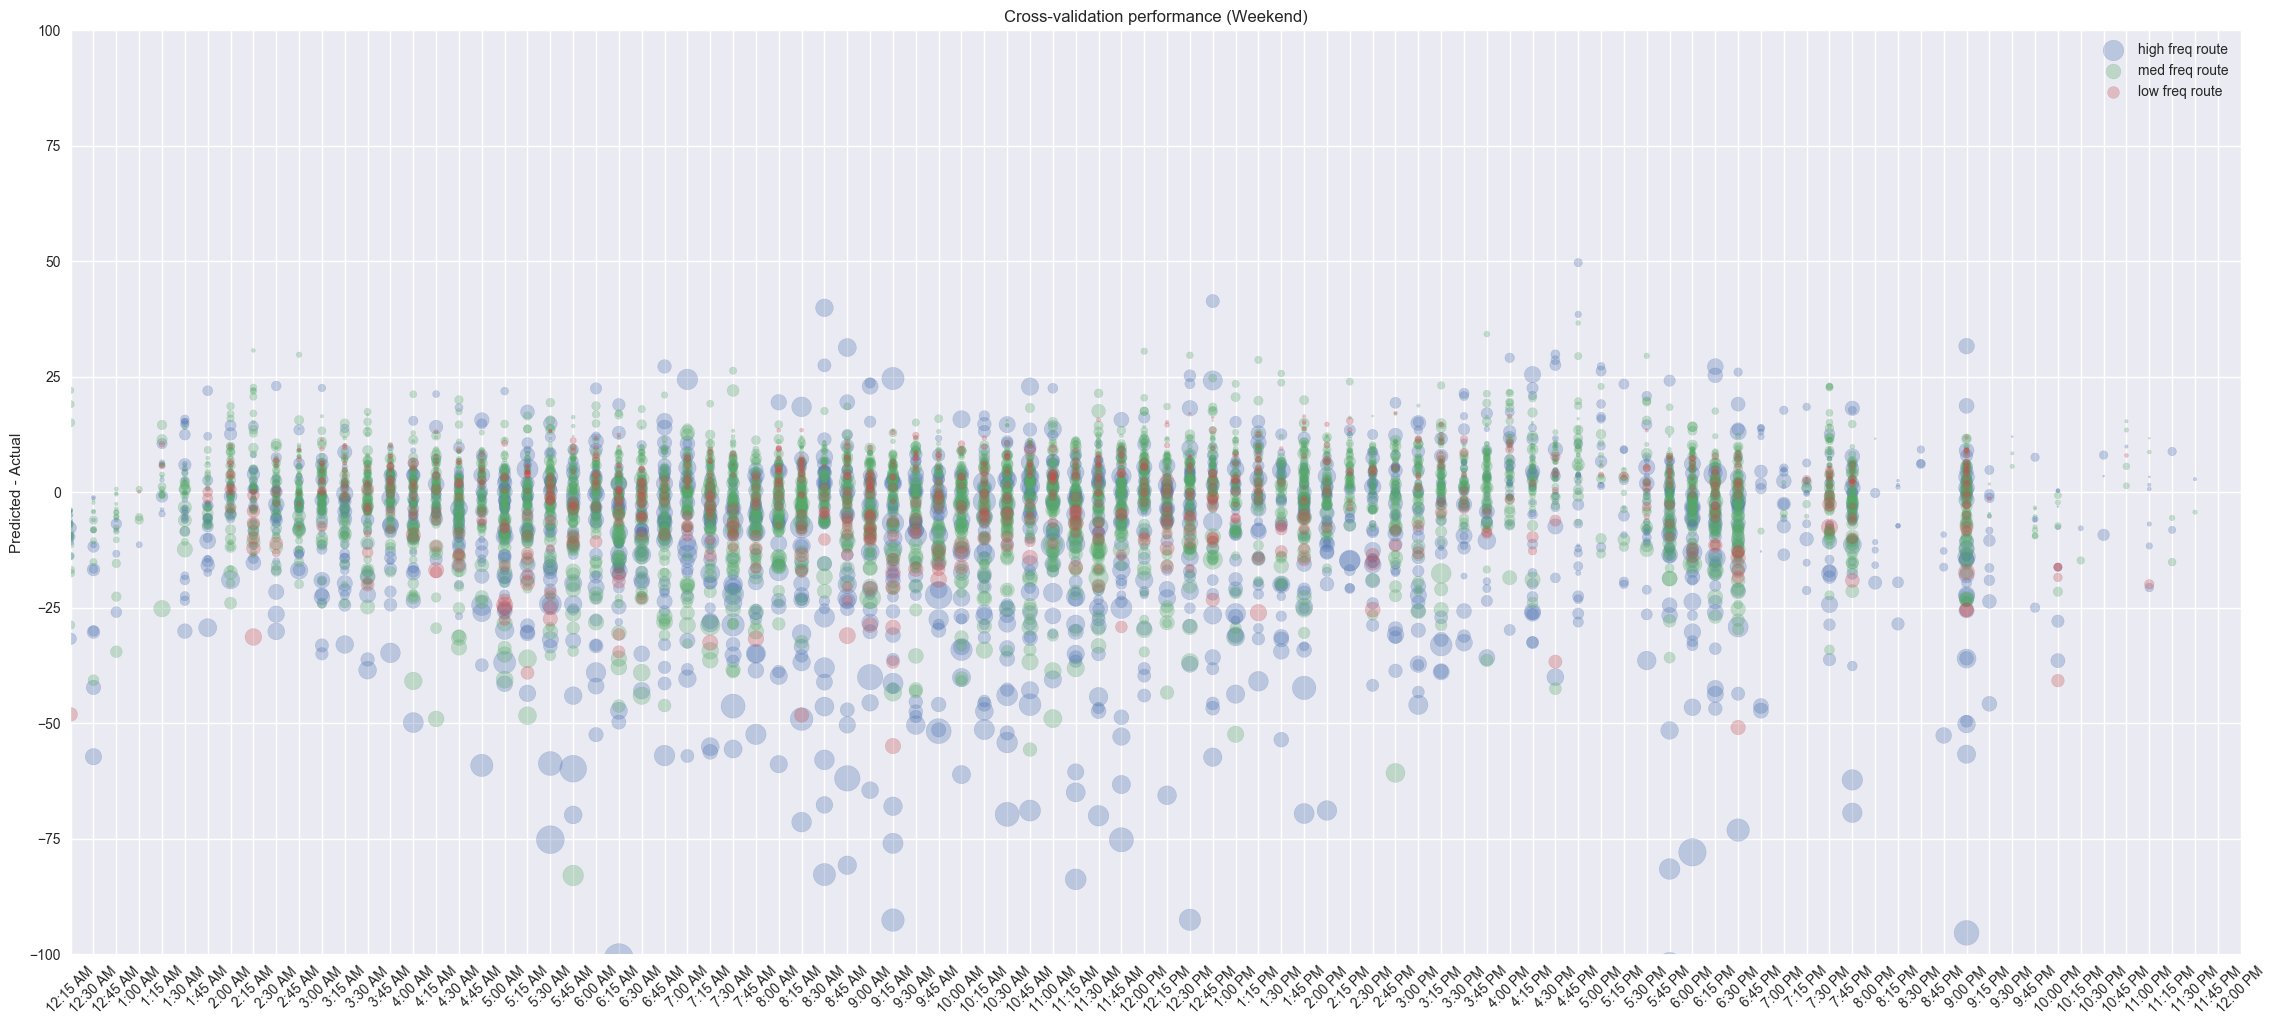 Cross-validation performance (Weekend)
100
75
50
25
0
−25
−50
−75
−100
Predicted - Actual
high freq route
med freq route
low freq route
12:15 AM
12:30 AM
12:45 AM
1:00 AM
1:15 AM
1:30 AM
1:45 AM
2:00 AM
2:15 AM
2:30 AM
2:45 AM
3:00 AM
3:15 AM
3:30 AM
3:45 AM
4:00 AM
4:15 AM
4:30 AM
4:45 AM
5:00 AM
5:15 AM
5:30 AM
5:45 AM
6:00 AM
6:15 AM
6:30 AM
6:45 AM
7:00 AM
7:15 AM
7:30 AM
7:45 AM
8:00 AM
8:15 AM
8:30 AM
8:45 AM
9:00 AM
9:15 AM
9:30 AM
9:45 AM
10:00 AM
10:15 AM
10:30 AM
10:45 AM
11:00 AM
11:15 AM
11:30 AM
11:45 AM
12:00 PM
12:15 PM
12:30 PM
12:45 PM
1:00 PM
1:15 PM
1:30 PM
1:45 PM
2:00 PM
2:15 PM
2:30 PM
2:45 PM
3:00 PM
3:15 PM
3:30 PM
3:45 PM
4:00 PM
4:15 PM
4:30 PM
4:45 PM
5:00 PM
5:15 PM
5:30 PM
5:45 PM
6:00 PM
6:15 PM
6:30 PM
6:45 PM
7:00 PM
7:15 PM
7:30 PM
7:45 PM
8:00 PM
8:15 PM
8:30 PM
8:45 PM
9:00 PM
9:15 PM
9:30 PM
9:45 PM
10:00 PM
10:15 PM
10:30 PM
10:45 PM
11:00 PM
11:15 PM
11:30 PM
11:45 PM
12:00 PM